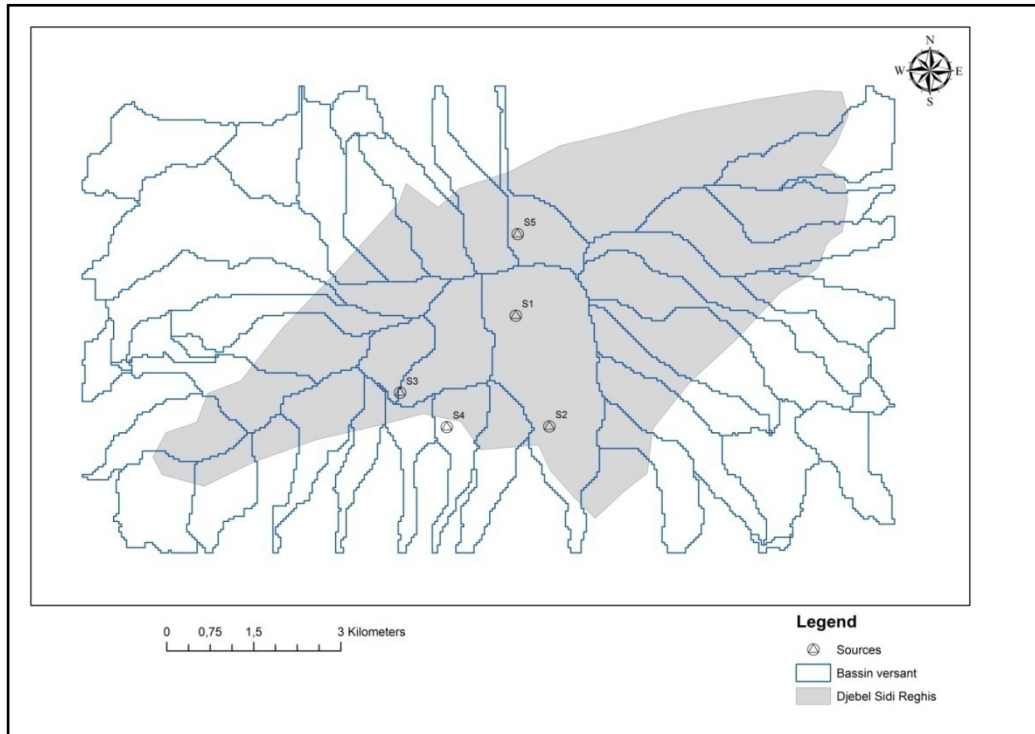 N
W E
S
S5
S1
S3
S4
S2
0 0,75 1,5 3 Kilometers
Legend
Sources
Bassin versant
Djebel Sidi Reghis